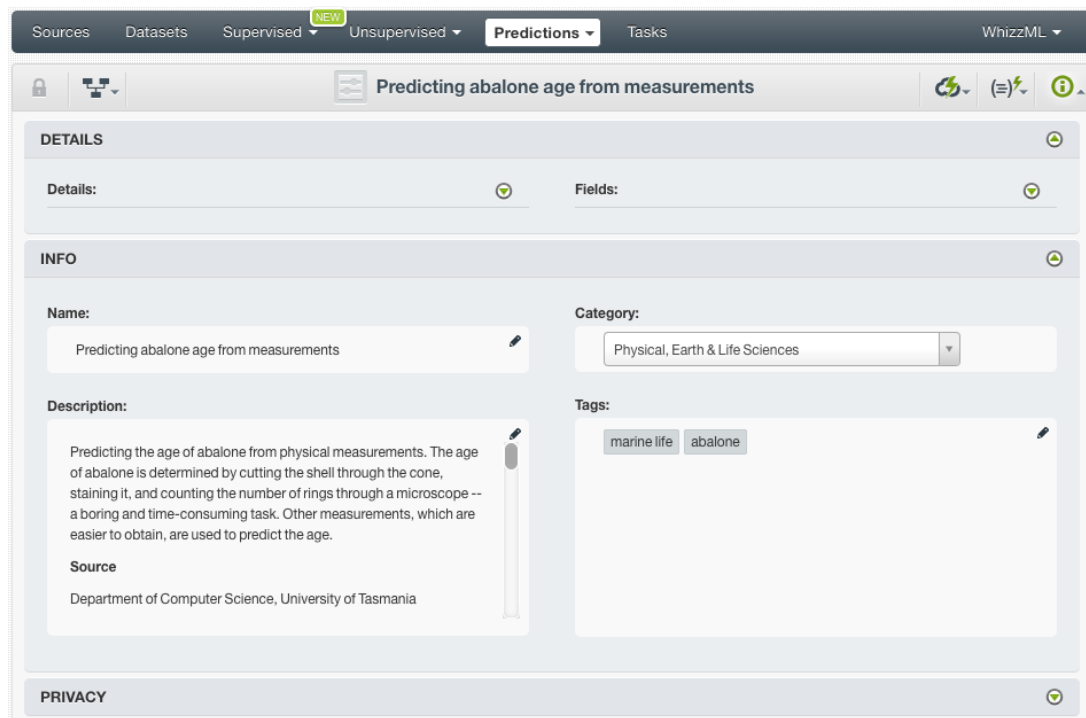 NEW
Sources Datasets Supervised Unsupervised Predictions Tasks WhizzML
Predicting abalone age from measurements
DETAILS
Details: Fields:
INFO
Name: Category:
Predicting abalone age from measurements Physical, Earth & Life Sciences
Description: Tags:
marine life abalone
Predicting the age of abalone from physical measurements. The age
of abalone is determined by cutting the shell through the cone,
staining it, and counting the number of rings through a microscope --
a boring and time-consuming task. Other measurements, which are
easier to obtain, are used to predict the age.
Source
Department of Computer Science, University of Tasmania
PRIVACY